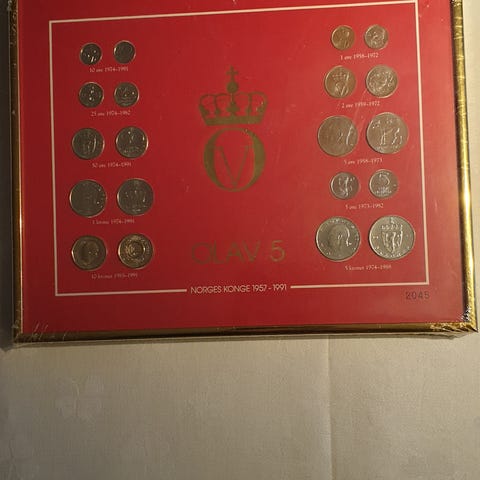 10 øre 1974-1991
25 øre 1974-1982
50 øre 1974-1991
1 krone 1974-1991
10 kroner 1983-1991
1 øre 1958-1972
2 øre 1959-1972
5 øre 1958-1973
5 øre 1973-1982
5 kroner 1974-1988
OLAV 5
NORGES KONGE 1957 - 1991
2045